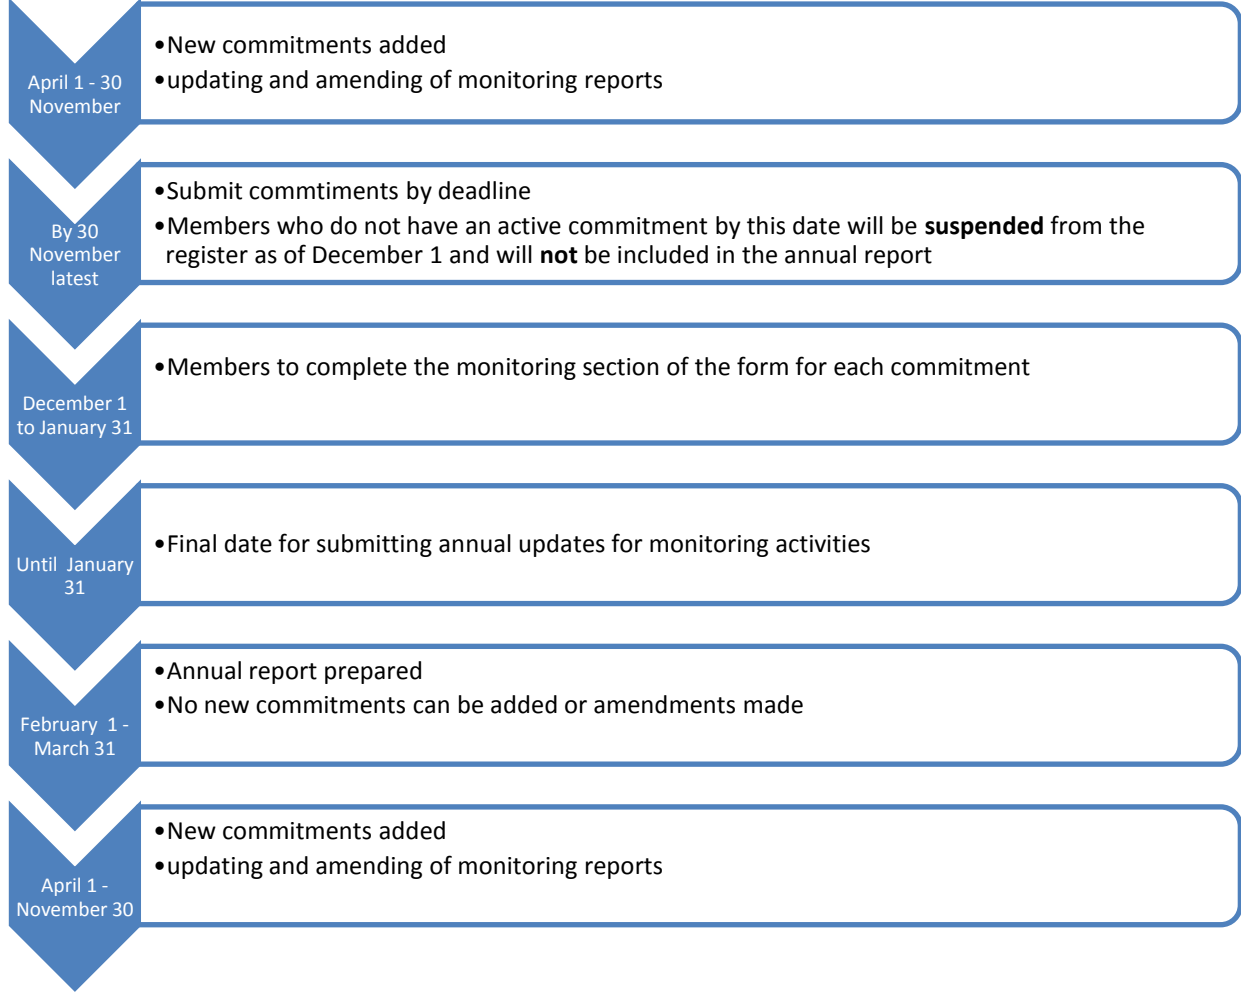 April 1 - 30
November
•New commitments added
•updating and amending of monitoring reports
By 30
November
latest
•Submit commtiments by deadline
•Members who do not have an active commitment by this date will be suspended from the
register as of December 1 and will not be included in the annual report
December 1
to January 31
•Members to complete the monitoring section of the form for each commitment
Until January
31
•Final date for submitting annual updates for monitoring activities
February 1 -
March 31
•Annual report prepared
•No new commitments can be added or amendments made
April 1 -
November 30
•New commitments added
•updating and amending of monitoring reports